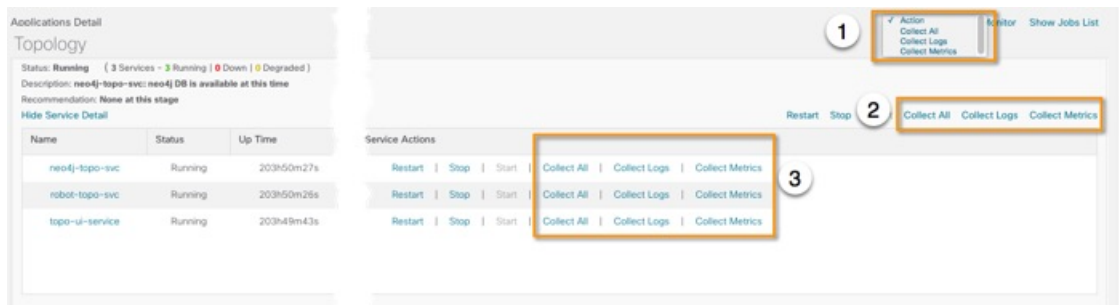 Applications Detail
1
✓ Action
Collect All
Collect Logs
Collect Metrics
Show Jobs List
Topology
Status: Running ( 3 Services - 3 Running | 0 Down | 0 Degraded )
Description: neo4j-topo-svc: neo4j DB is available at this time
Recommendation: None at this stage
Hide Service Detail
Restart Stop 2 Collect All Collect Logs Collect Metrics
Name Status Up Time Service Actions
neo4j-topo-svc Running 203h50m27s Restart | Stop | Start | Collect All | Collect Logs | Collect Metrics
3
robot-topo-svc Running 203h50m26s Restart | Stop | Start | Collect All | Collect Logs | Collect Metrics
topo-ui-service Running 203h49m43s Restart | Stop | Start | Collect All | Collect Logs | Collect Metrics